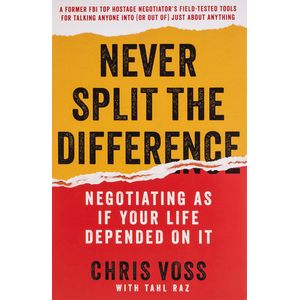 A FORMER FBI TOP HOSTAGE NEGOTIATOR'S FIELD-TESTED TOOLS
FOR TALKING ANYONE INTO (OR OUT OF) JUST ABOUT ANYTHING
NEVER
SPLIT THE
DIFFERENCE
NEGOTIATING AS
IF YOUR LIFE
DEPENDED ON IT
CHRIS VOSS
WITH TAHL RAZ